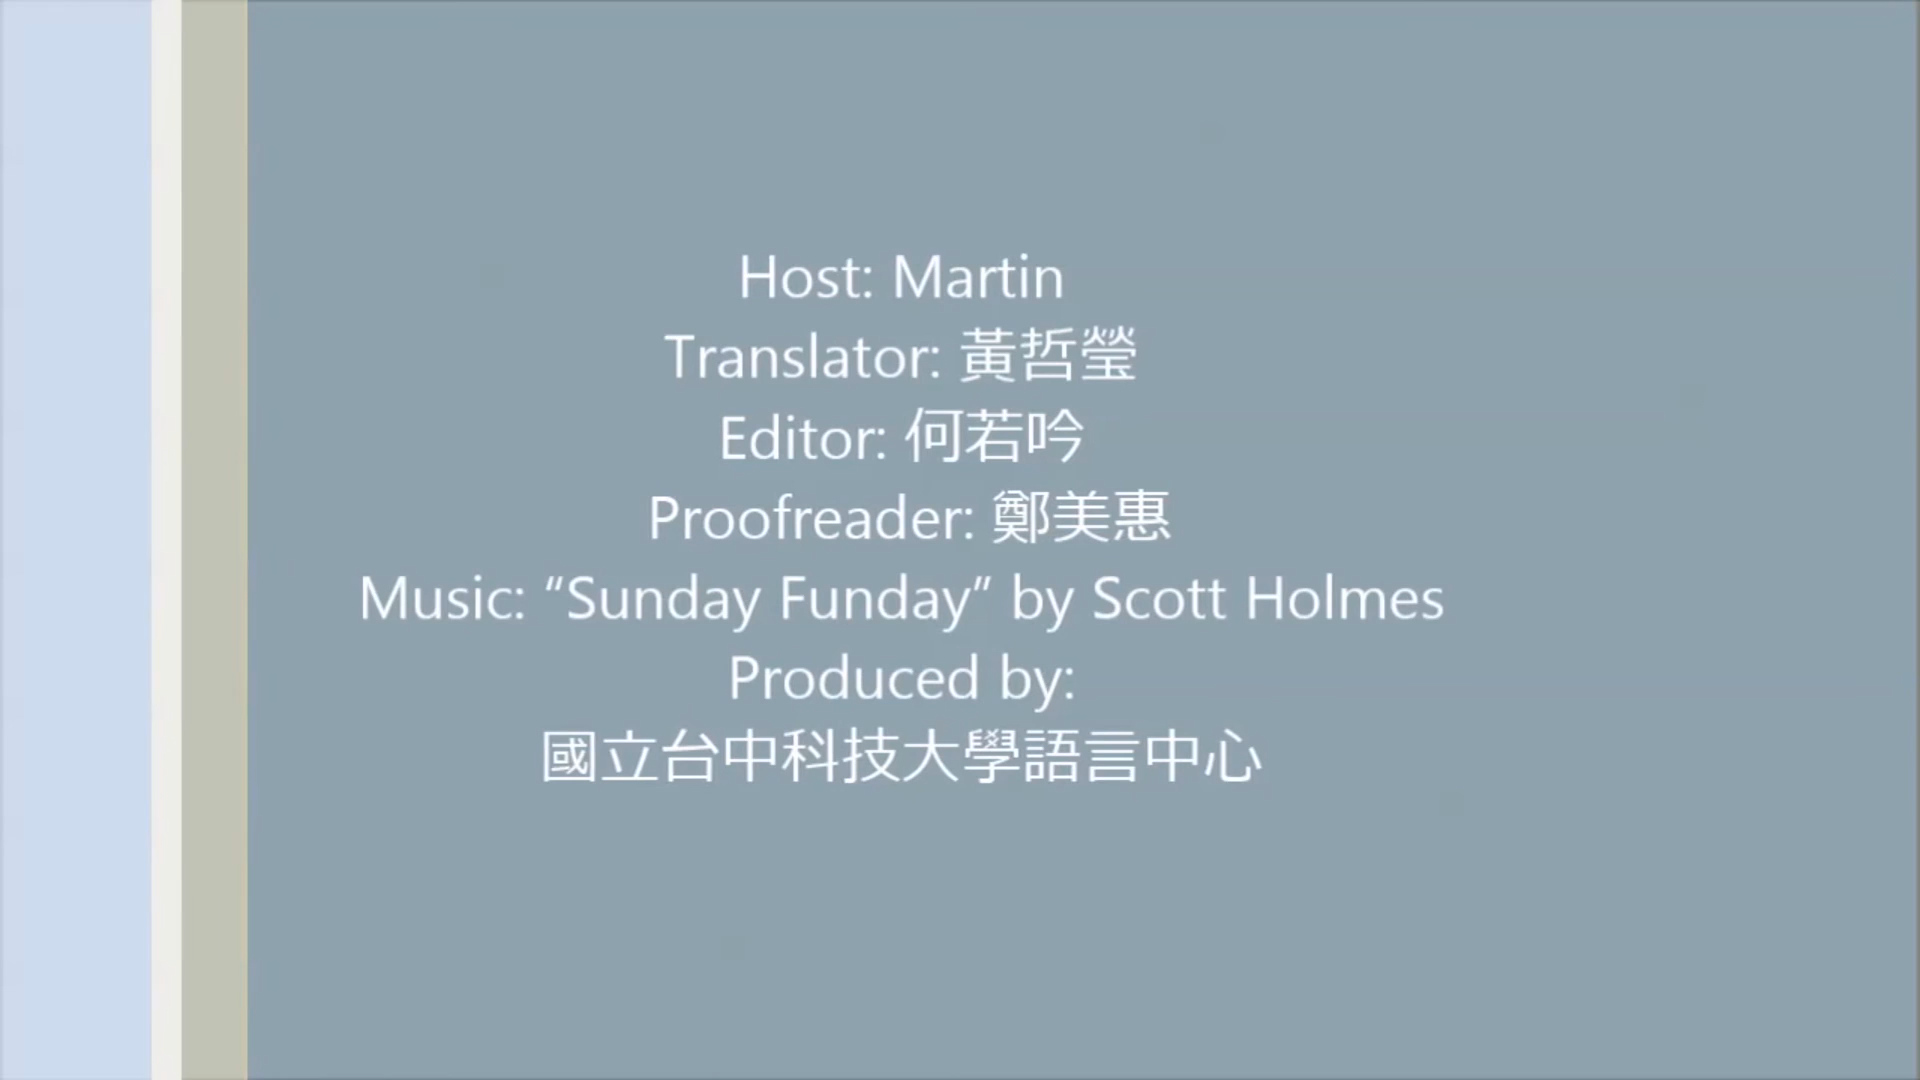 Host: Martin
Translator: 黃哲瑩
Editor: 何若吟
Proofreader: 鄭美惠
Music: “Sunday Funday” by Scott Holmes
Produced by:
國立台中科技大學語言中心